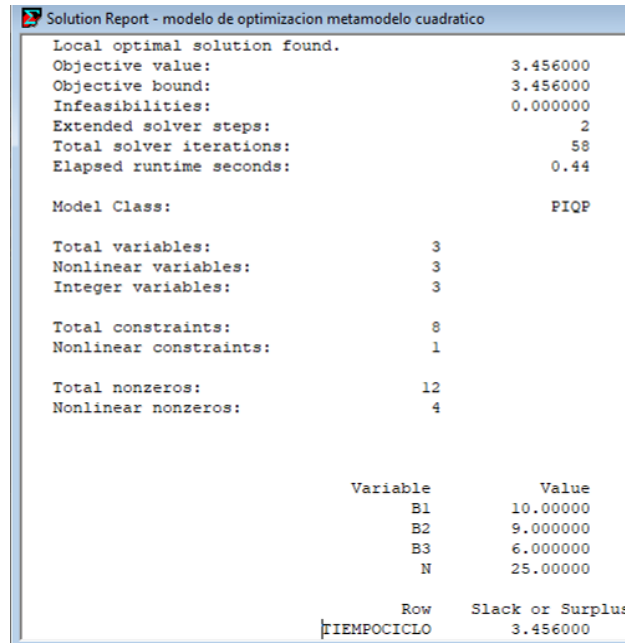 Solution Report - modelo de optimizacion metamodelo cuadratico
Local optimal solution found.
Objective value: 3.456000
Objective bound: 3.456000
Infeasibilities: 0.000000
Extended solver steps: 2
Total solver iterations: 58
Elapsed runtime seconds: 0.44
Model Class: PIQP
Total variables: 3
Nonlinear variables: 3
Integer variables: 3
Total constraints: 8
Nonlinear constraints: 1
Total nonzeros: 12
Nonlinear nonzeros: 4
Variable Value
B1 10.00000
B2 9.000000
B3 6.000000
N 25.00000
Row Slack or Surplus
TIEMPOCICLO 3.456000